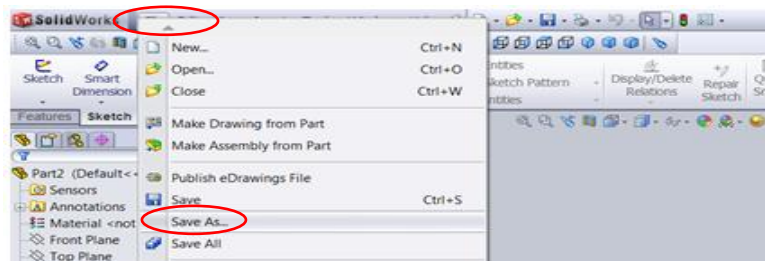 SolidWorks
New... Ctrl+N
Open... Ctrl+O
Close Ctrl+W
Make Drawing from Part
Make Assembly from Part
Publish eDrawings File
Save Ctrl+S
Save As...
Save All
Sketch
Smart
Dimension
Features Sketch
Part2 (Default<
Sensors
Annotations
Material <not
Front Plane
Top Plane
ntities
ketch Pattern
ntities
Display/Delete
Relations
Repair
Sketch